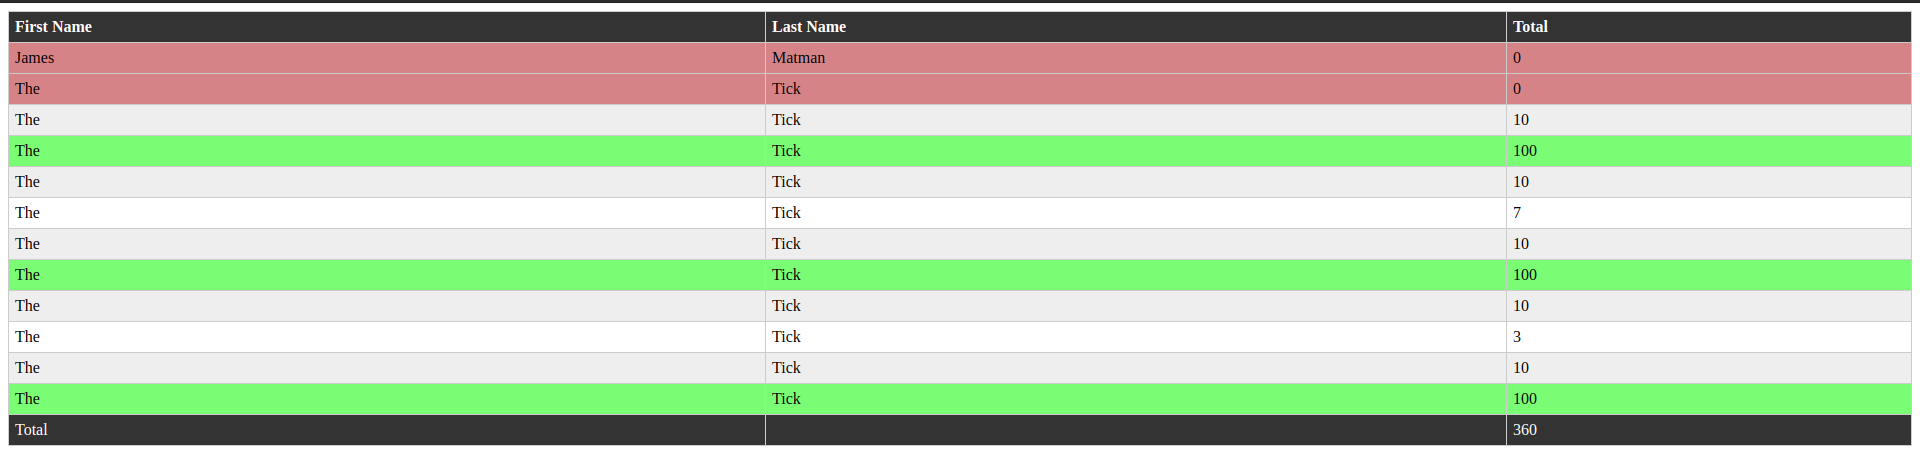 First Name Last Name Total
James Matman 0
The Tick 0
The Tick 10
The Tick 100
The Tick 10
The Tick 7
The Tick 10
The Tick 100
The Tick 10
The Tick 3
The Tick 10
The Tick 100
Total 360